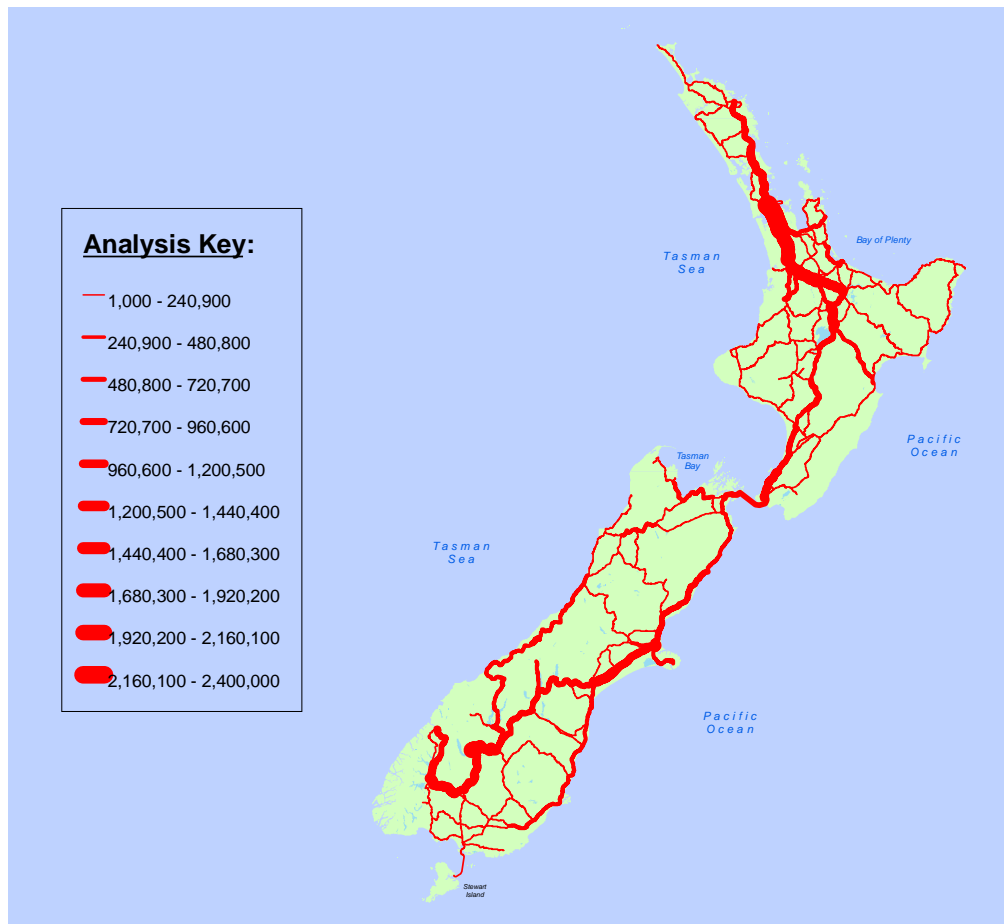 Bay of Plenty
Tasman
Sea
Analysis Key:
1,000 - 240,900
240,900 - 480,800
480,800 - 720,700
720,700 - 960,600
960,600 - 1,200,500
1,200,500 - 1,440,400
1,440,400 - 1,680,300
1,680,300 - 1,920,200
1,920,200 - 2,160,100
2,160,100 - 2,400,000
Pacific
Ocean
Tasman
Bay
Tasman
Sea
Pacific
Ocean
Stewart
Island